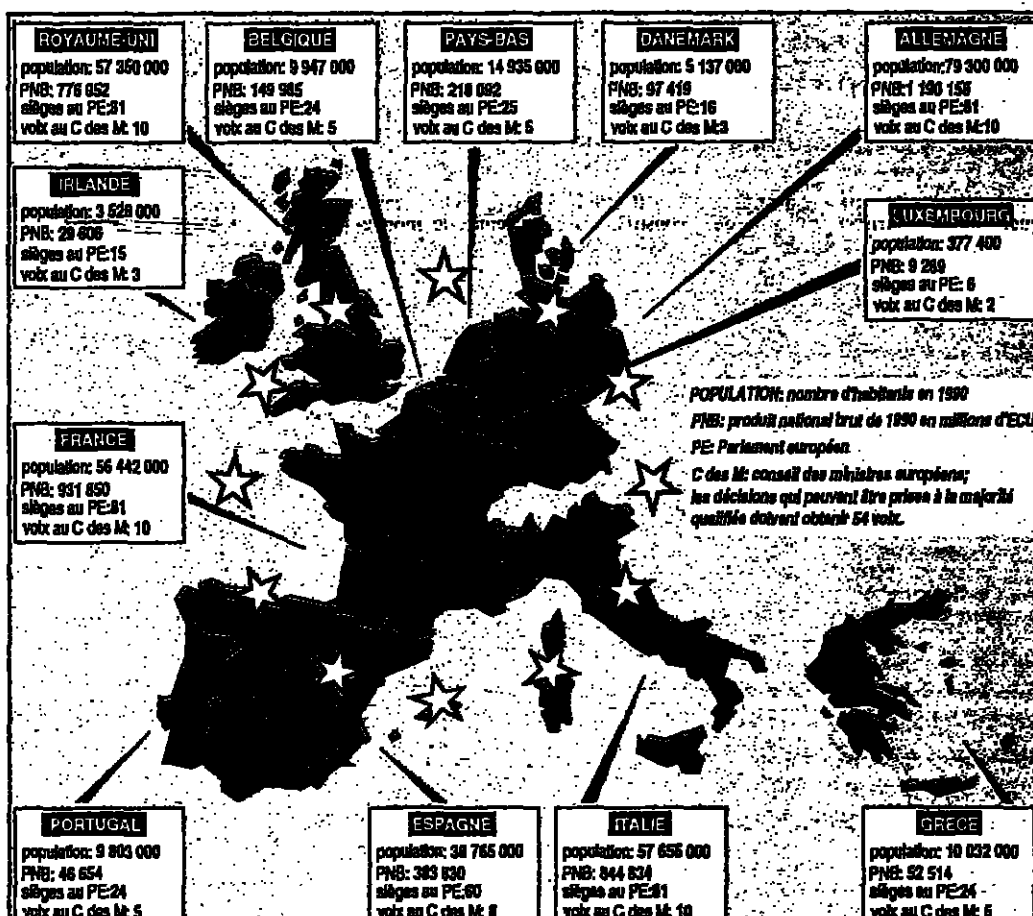 ROYAUME-UNI
population: 57 350 000
PNB: 776 652
sièges au PE:81
voix au C des M: 10
BELGIQUE
population: 9 947 000
PNB: 149 985
sièges au PE:24
voix au C des M: 5
PAYS-BAS
population: 14 935 000
PNB: 218 092
sièges au PE:25
voix au C des M: 5
DANEMARK
population: 5 137 000
PNB: 97 419
sièges au PE:16
voix au C des M:3
ALLEMAGNE
population:79 300 000
PNB:1 190 158
sièges au PE:81
voix au C des M:10
IRLANDE
population: 3 528 000
PNB: 29 606
sièges au PE:15
voix au C des M: 3
LUXEMBOURG
population: 377 400
PNB: 9 289
sièges au PE: 6
voix au C des M: 2
POPULATION: nombre d'habitants en 1990
PNB: produit national brut de 1990 en millions d'ECU
PE: Parlement européen
C des M: conseil des ministres européens;
les décisions qui peuvent être prises à la majorité
qualifiée doivent obtenir 54 voix.
FRANCE
population: 56 442 000
PNB: 931 850
sièges au PE:81
voix au C des M: 10
PORTUGAL
population: 9 803 000
PNB: 46 654
sièges au PE:24
voix au C des M: 5
ESPAGNE
population: 38 765 000
PNB: 383 830
sièges au PE:60
voix au C des M: 8
ITALIE
population: 57 655 000
PNB: 844 834
sièges au PE:81
voix au C des M: 10
GRECE
population: 10 032 000
PNB: 52 514
sièges au PE:24
voix au C des M: 5